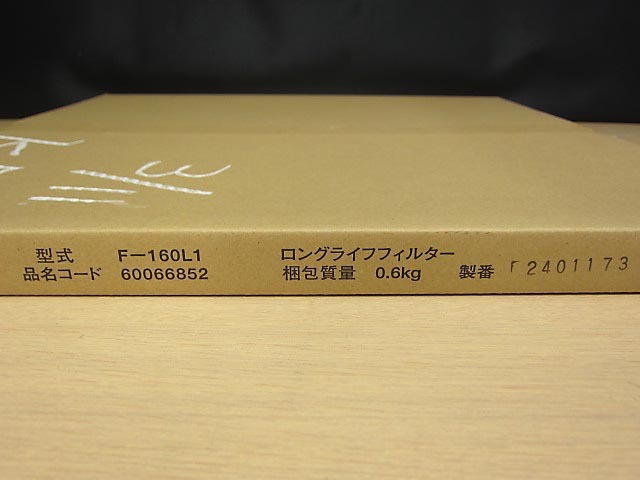 型式 F-160L1 ロングライフフィルター
品名コード 60066852 梱包質量 0.6kg 製番 r2401173